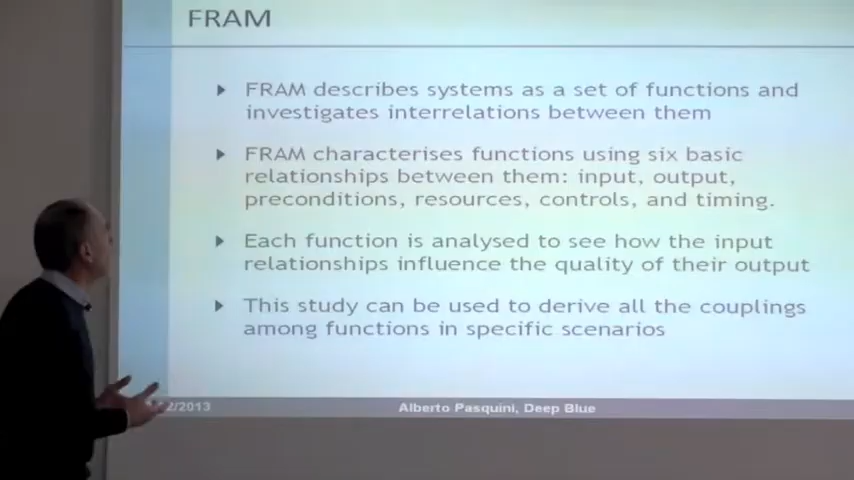 FRAM
FRAM describes systems as a set of functions and
investigates interrelations between them
FRAM characterises functions using six basic
relationships between them: input, output,
preconditions, resources, controls, and timing.
Each function is analysed to see how the input
relationships influence the quality of their output
This study can be used to derive all the couplings
among functions in specific scenarios
2/2013
Alberto Pasquini, Deep Blue